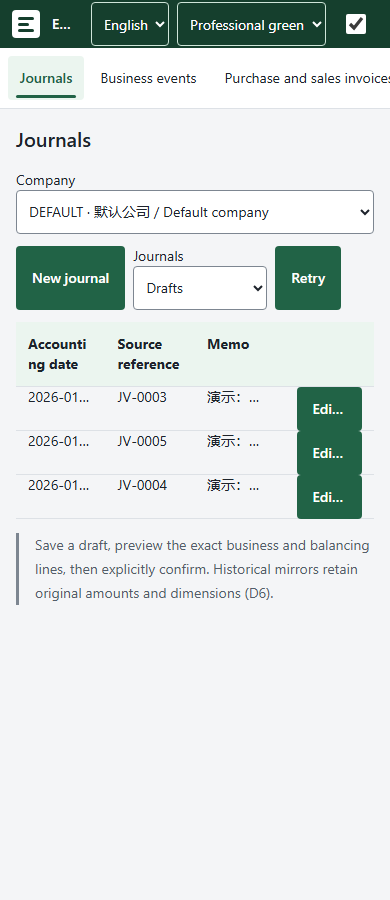 E...
English
Professional green
Journals
Business events
Purchase and sales invoices
Journals
Company
DEFAULT · 默认公司 / Default company
New journal
Journals
Drafts
Retry
Accounti
ng date
Source
reference
Memo
2026-01...
JV-0003
演示：...
Edi...
2026-01...
JV-0005
演示：...
Edi...
2026-01...
JV-0004
演示：...
Edi...
Save a draft, preview the exact business and balancing
lines, then explicitly confirm. Historical mirrors retain
original amounts and dimensions (D6).